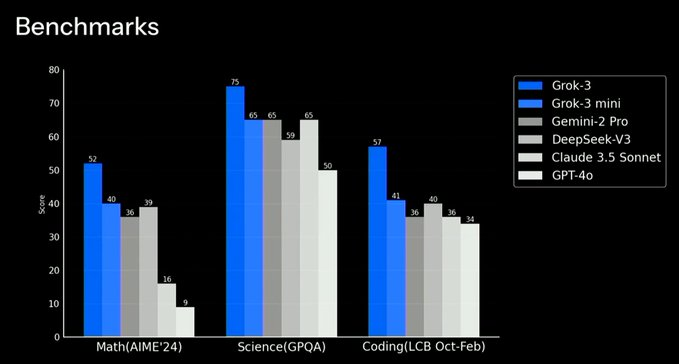 Benchmarks
80
70
60
50
40
30
20
10
0
Score
52
40
36
39
16
9
75
65
65
59
65
50
57
41
36
40
36
34
Math(AIME'24)
Science(GPQA)
Coding(LCB Oct-Feb)
Grok-3
Grok-3 mini
Gemini-2 Pro
DeepSeek-V3
Claude 3.5 Sonnet
GPT-4o